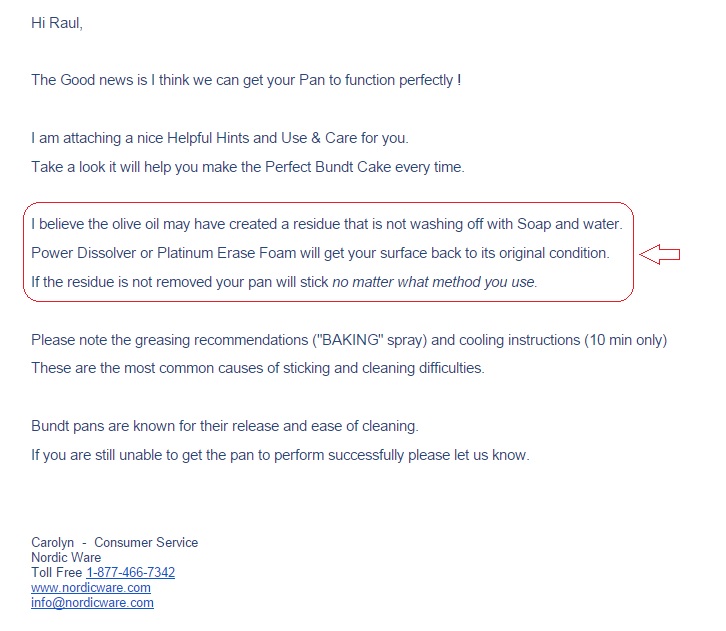 Hi Raul,
The Good news is I think we can get your Pan to function perfectly !
I am attaching a nice Helpful Hints and Use & Care for you.
Take a look it will help you make the Perfect Bundt Cake every time.
I believe the olive oil may have created a residue that is not washing off with Soap and water.
Power Dissolver or Platinum Erase Foam will get your surface back to its original condition.
If the residue is not removed your pan will stick no matter what method you use.
Please note the greasing recommendations ("BAKING" spray) and cooling instructions (10 min only)
These are the most common causes of sticking and cleaning difficulties.
Bundt pans are known for their release and ease of cleaning.
If you are still unable to get the pan to perform successfully please let us know.
Carolyn - Consumer Service
Nordic Ware
Toll Free 1-877-466-7342
www.nordicware.com
info@nordicware.com